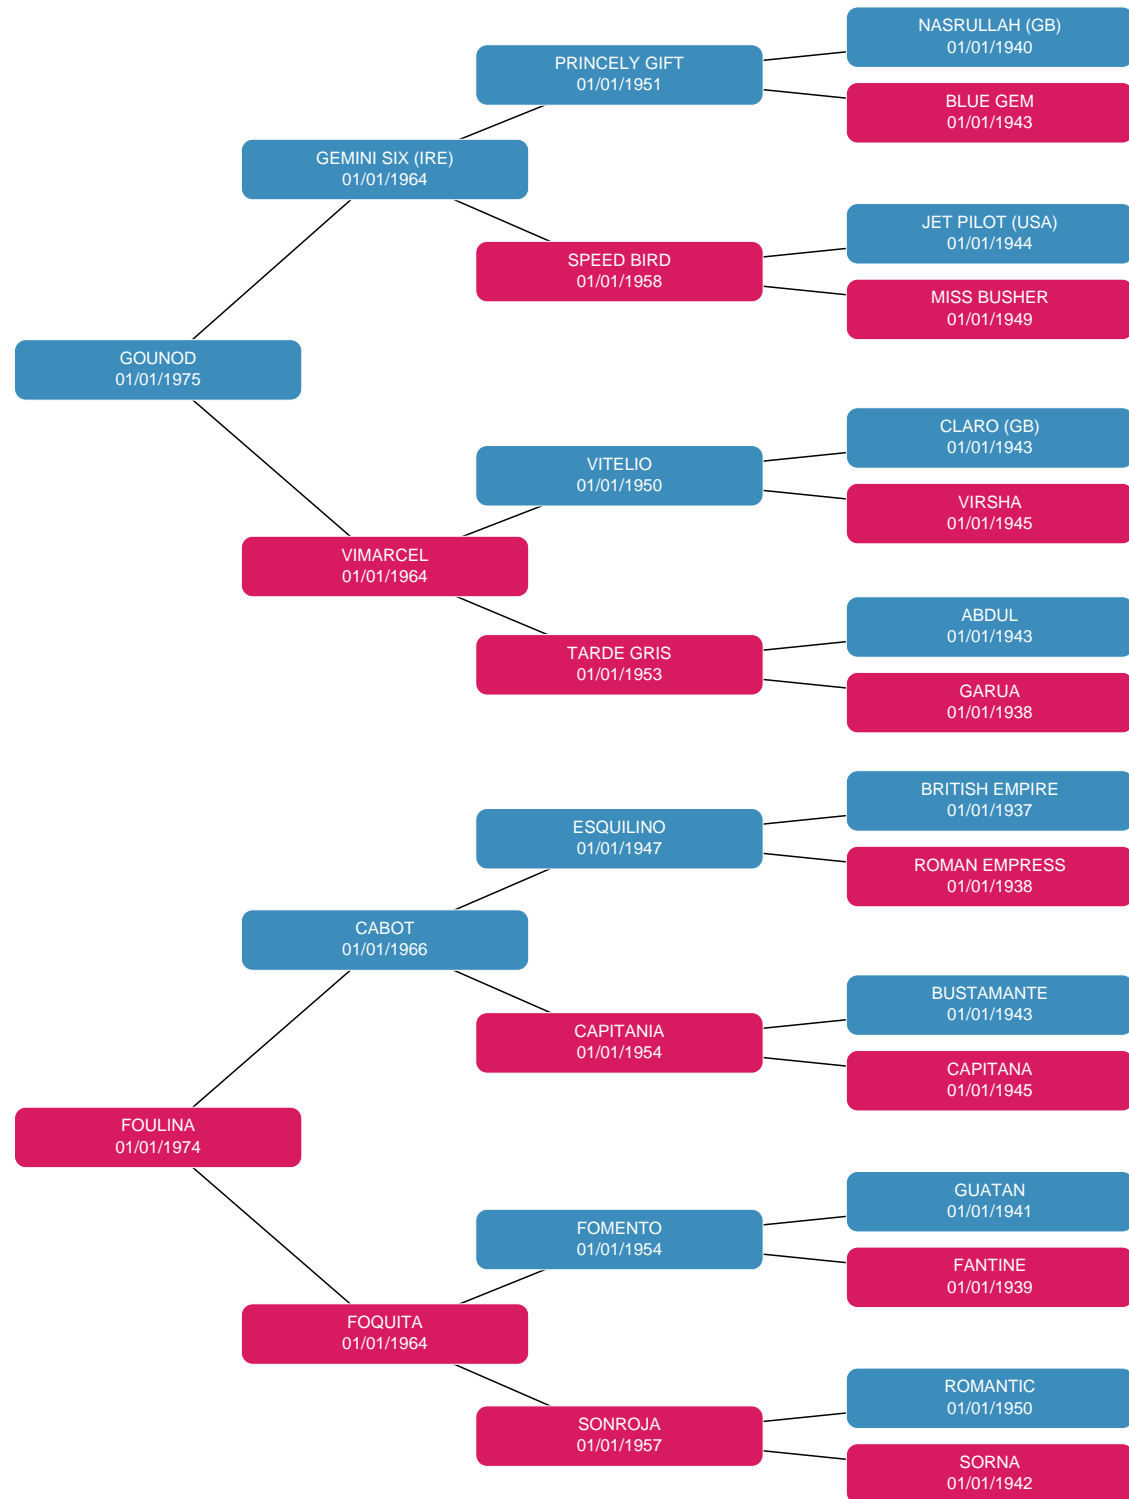 NASRULLAH (GB)
01/01/1940
PRINCELY GIFT
01/01/1951
BLUE GEM
01/01/1943
GEMINI SIX (IRE)
01/01/1964
JET PILOT (USA)
01/01/1944
SPEED BIRD
01/01/1958
MISS BUSHER
01/01/1949
GOUNOD
01/01/1975
CLARO (GB)
01/01/1943
VITELIO
01/01/1950
VIRSHA
01/01/1945
VIMARCEL
01/01/1964
ABDUL
01/01/1943
TARDE GRIS
01/01/1953
GARUA
01/01/1938
BRITISH EMPIRE
01/01/1937
ESQUILINO
01/01/1947
ROMAN EMPRESS
01/01/1938
CABOT
01/01/1966
BUSTAMANTE
01/01/1943
CAPITANIA
01/01/1954
CAPITANA
01/01/1945
FOULINA
01/01/1974
GUATAN
01/01/1941
FOMENTO
01/01/1954
FANTINE
01/01/1939
FOQUITA
01/01/1964
ROMANTIC
01/01/1950
SONROJA
01/01/1957
SORNA
01/01/1942